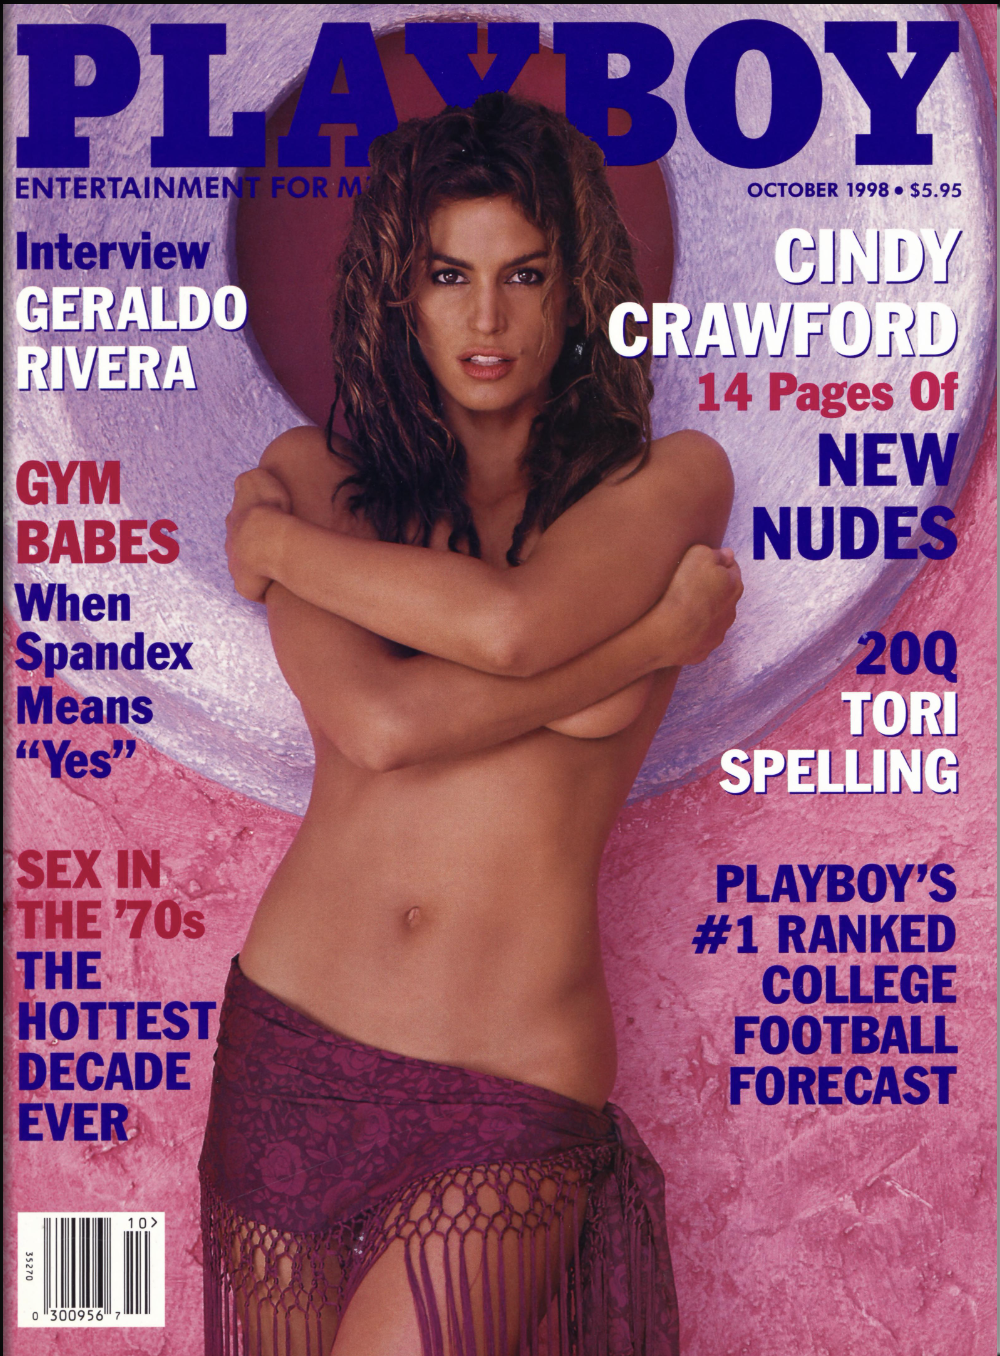 PLAYBOY
ENTERTAINMENT FOR M
OCTOBER 1998 • $5.95
Interview
GERALDO
RIVERA
GYM
BABES
When
Spandex
Means
“Yes”
SEX IN
THE ’70s
THE
HOTTEST
DECADE
EVER
CINDY
CRAWFORD
14 Pages Of
NEW
NUDES
20Q
TORI
SPELLING
PLAYBOY’S
#1 RANKED
COLLEGE
FOOTBALL
FORECAST
10>
35270
0 300956 7